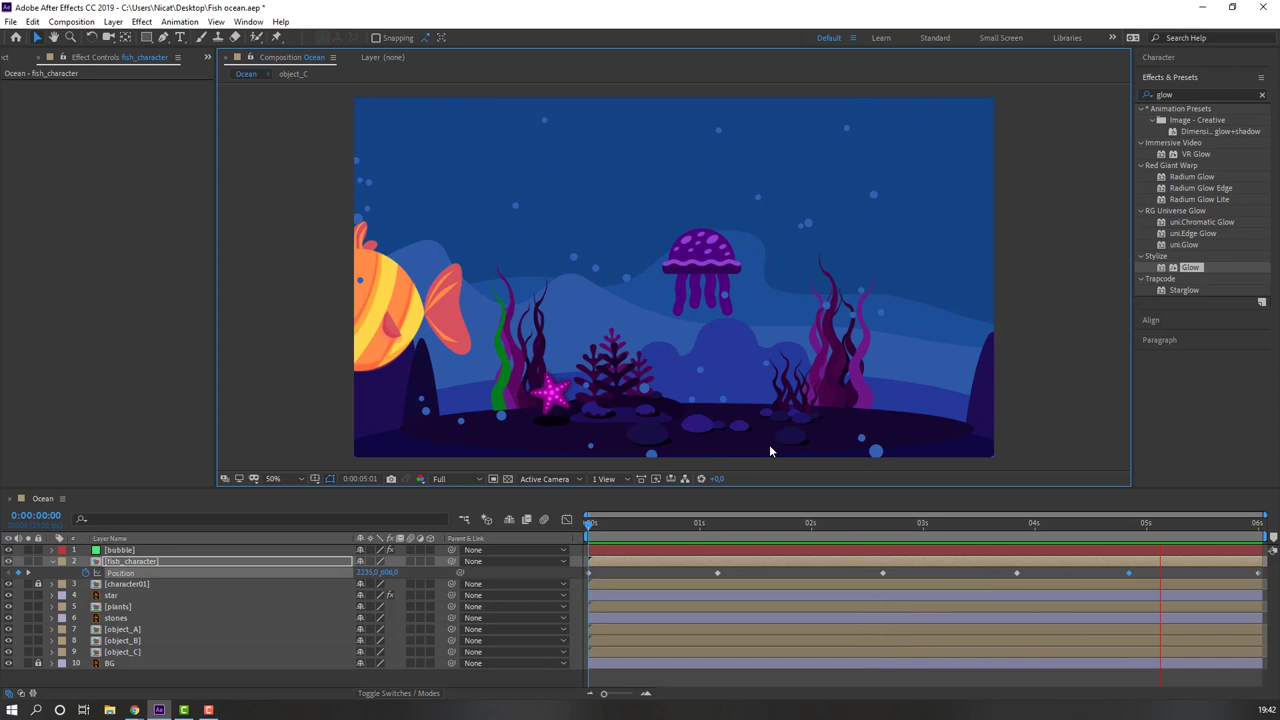 Adobe After Effects CC 2019 - C:\Users\Nicat\Desktop\Fish ocean.aep *
File Edit Composition Layer Effect Animation View Window Help
Snapping
Default Learn Standard Small Screen Libraries Search Help
Effect Controls fish_character
Composition Ocean
Layer (none)
Character
Ocean • fish_character
Ocean
object_C
Effects & Presets
glow
* Animation Presets
Image - Creative
Dimensi... glow+shadow
Immersive Video
VR Glow
Red Giant Warp
Radium Glow
Radium Glow Edge
Radium Glow Lite
RG Universe Glow
uni.Chromatic Glow
uni.Edge Glow
uni.Glow
Stylize
Glow
Trapcode
Starglow
Align
Paragraph
50% 0:00:05:01 Full Active Camera 1 View +0,0
Ocean
0:00:00:00
Layer Name Parent & Link
00s 01s 02s 03s 04s 05s 06s
1 [bubble] None
2 [fish_character] None
Position 2235,0,606,0
3 [character01] None
4 star None
5 [plants] None
6 stones None
7 [object_A] None
8 [object_B] None
9 [object_C] None
10 BG None
Toggle Switches / Modes
19:42